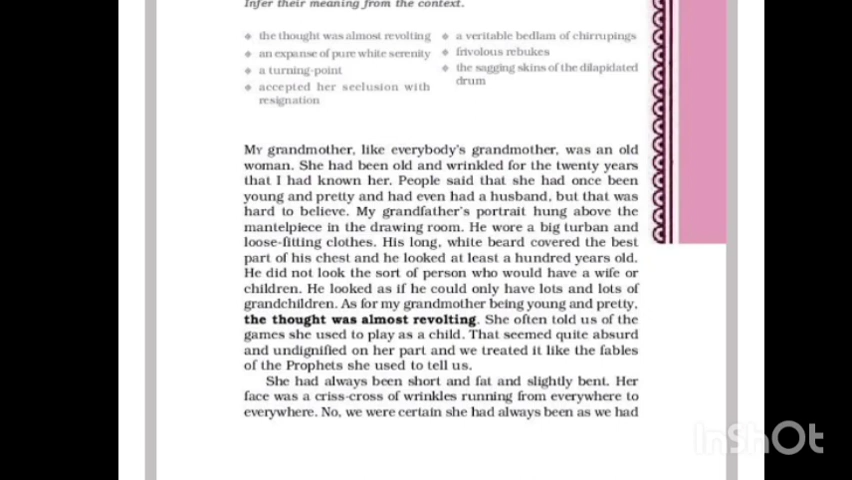 Infer their meaning from the context.
❖ the thought was almost revolting
❖ an expanse of pure white serenity
❖ a turning-point
❖ accepted her seclusion with
resignation
❖ a veritable bedlam of chirrupings
❖ frivolous rebukes
❖ the sagging skins of the dilapidated
drum
MY grandmother, like everybody's grandmother, was an old
woman. She had been old and wrinkled for the twenty years
that I had known her. People said that she had once been
young and pretty and had even had a husband, but that was
hard to believe. My grandfather's portrait hung above the
mantelpiece in the drawing room. He wore a big turban and
loose-fitting clothes. His long, white beard covered the best
part of his chest and he looked at least a hundred years old.
He did not look the sort of person who would have a wife or
children. He looked as if he could only have lots and lots of
grandchildren. As for my grandmother being young and pretty,
the thought was almost revolting. She often told us of the
games she used to play as a child. That seemed quite absurd
and undignified on her part and we treated it like the fables
of the Prophets she used to tell us.
She had always been short and fat and slightly bent. Her
face was a criss-cross of wrinkles running from everywhere to
everywhere. No, we were certain she had always been as we had
InShOt